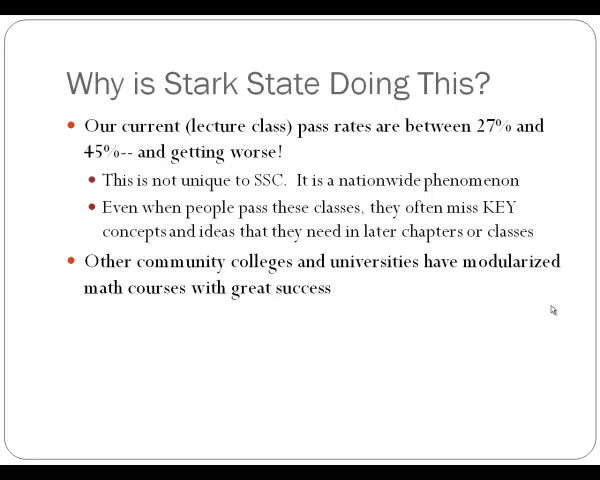 Why is Stark State Doing This?
Our current (lecture class) pass rates are between 27% and
45%-- and getting worse!
This is not unique to SSC. It is a nationwide phenomenon
Even when people pass these classes, they often miss KEY
concepts and ideas that they need in later chapters or classes
Other community colleges and universities have modularized
math courses with great success